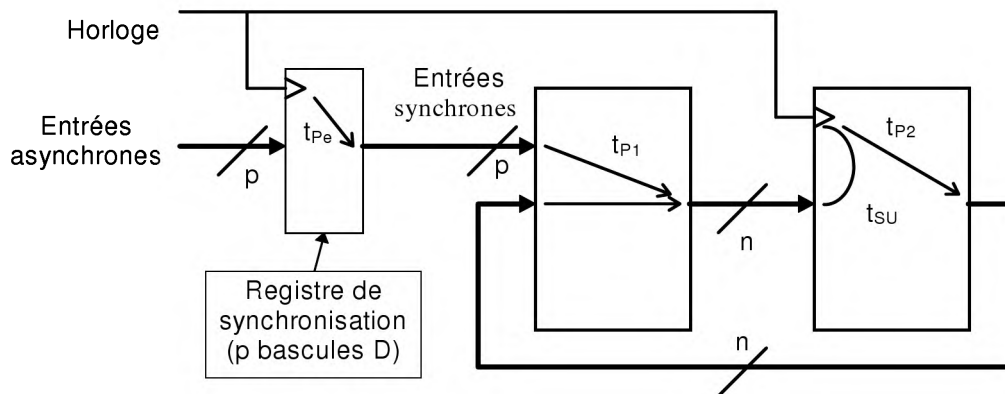 Horloge
Entrées
synchrones
Entrées
asynchrones
tPe
p
p
tP1
tP2
tSU
n
Registre de
synchronisation
(p bascules D)
n